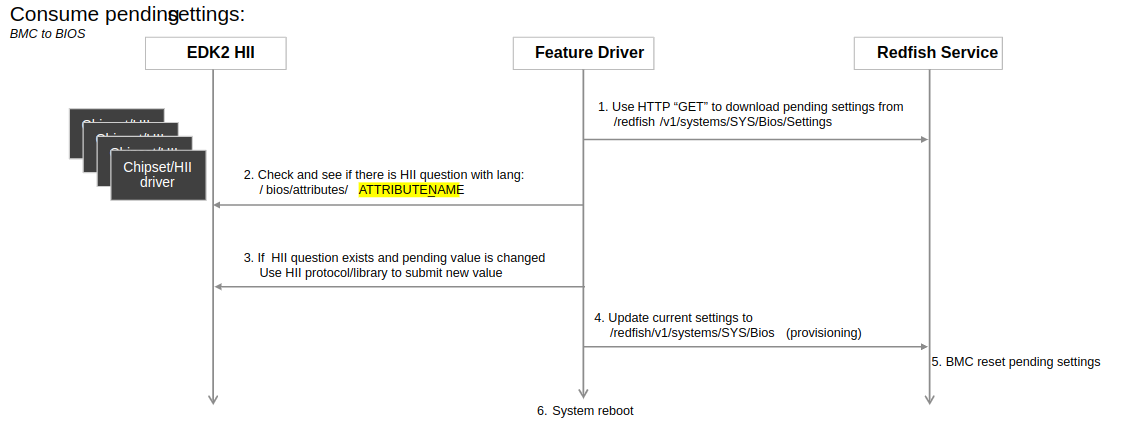 Consume pending settings:
BMC to BIOS
EDK2 HII
Feature Driver
Redfish Service
1. Use HTTP “GET” to download pending settings from
/redfish /v1/systems/SYS/Bios/Settings
Chipset/HII
Chipset/HII
Chipset/HII
Chipset/HII
driver
2. Check and see if there is HII question with lang:
/ bios/attributes/ ATTRIBUTE_NAME
3. If HII question exists and pending value is changed
Use HII protocol/library to submit new value
4. Update current settings to
/redfish/v1/systems/SYS/Bios (provisioning)
5. BMC reset pending settings
6. System reboot